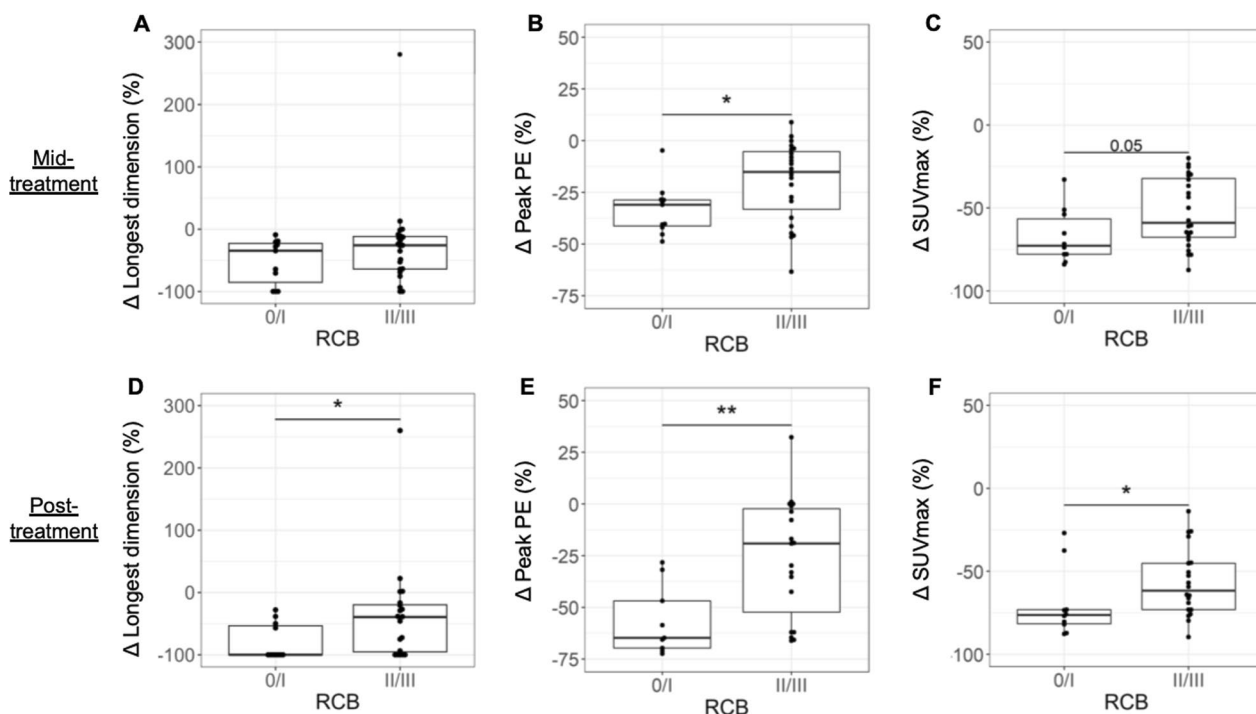 A
Δ Longest dimension (%)
300
200
100
0
-100
0/I
II/III
RCB
B
Δ Peak PE (%)
50
25
0
-25
-50
-75
*
0/I
II/III
RCB
C
Δ SUVmax (%)
50
0
-50
-100
0.05
0/I
II/III
RCB
Mid-
treatment
D
Δ Longest dimension (%)
300
200
100
0
-100
*
0/I
II/III
RCB
E
Δ Peak PE (%)
50
25
0
-25
-50
-75
**
0/I
II/III
RCB
F
Δ SUVmax (%)
50
0
-50
-100
*
0/I
II/III
RCB
Post-
treatment